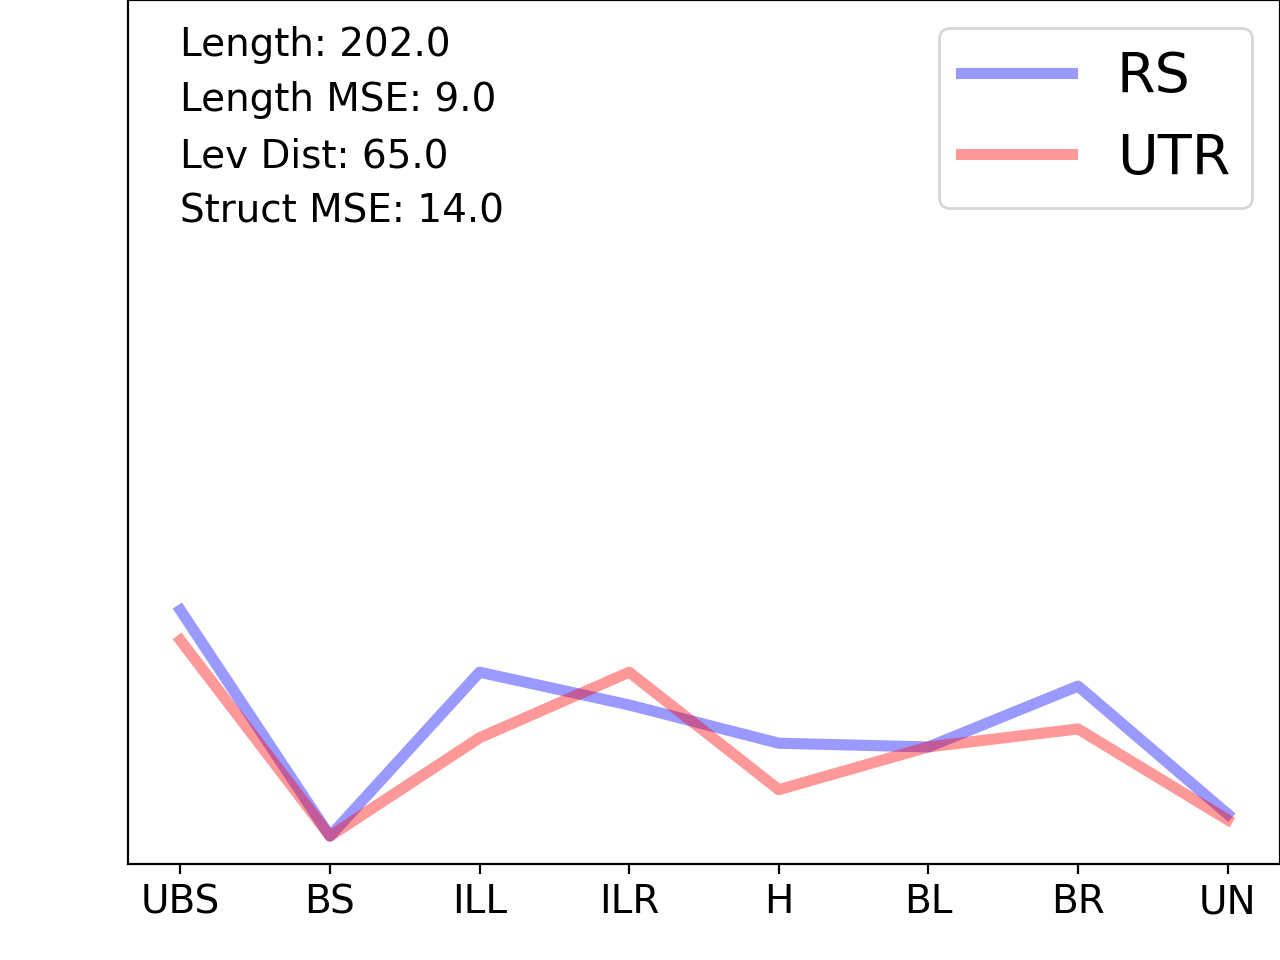 Length: 202.0
Length MSE: 9.0
Lev Dist: 65.0
Struct MSE: 14.0
RS
UTR
UBS BS ILL ILR H BL BR UN